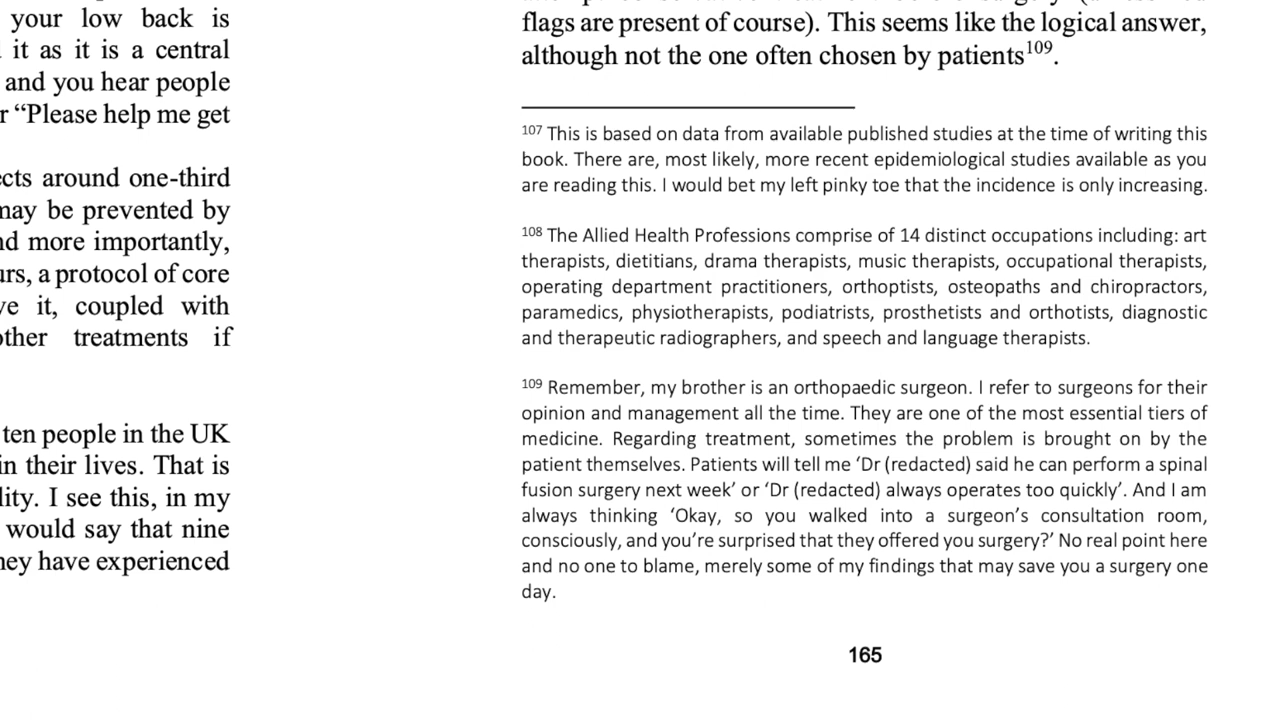 your low back is
it as it is a central
and you hear people
“Please help me get
around one-third
may be prevented by
more importantly,
a protocol of core
it, coupled with
other treatments if
ten people in the UK
in their lives. That is
I see this, in my
would say that nine
have experienced
flags are present of course). This seems like the logical answer,
although not the one often chosen by patients¹⁰⁹.
¹⁰⁷ This is based on data from available published studies at the time of writing this
book. There are, most likely, more recent epidemiological studies available as you
are reading this. I would bet my left pinky toe that the incidence is only increasing.
¹⁰⁸ The Allied Health Professions comprise of 14 distinct occupations including: art
therapists, dietitians, drama therapists, music therapists, occupational therapists,
operating department practitioners, orthoptists, osteopaths and chiropractors,
paramedics, physiotherapists, podiatrists, prosthetists and orthotists, diagnostic
and therapeutic radiographers, and speech and language therapists.
¹⁰⁹ Remember, my brother is an orthopaedic surgeon. I refer to surgeons for their
opinion and management all the time. They are one of the most essential tiers of
medicine. Regarding treatment, sometimes the problem is brought on by the
patient themselves. Patients will tell me ‘Dr (redacted) said he can perform a spinal
fusion surgery next week’ or ‘Dr (redacted) always operates too quickly’. And I am
always thinking ‘Okay, so you walked into a surgeon’s consultation room,
consciously, and you’re surprised that they offered you surgery?’ No real point here
and no one to blame, merely some of my findings that may save you a surgery one
day.
165